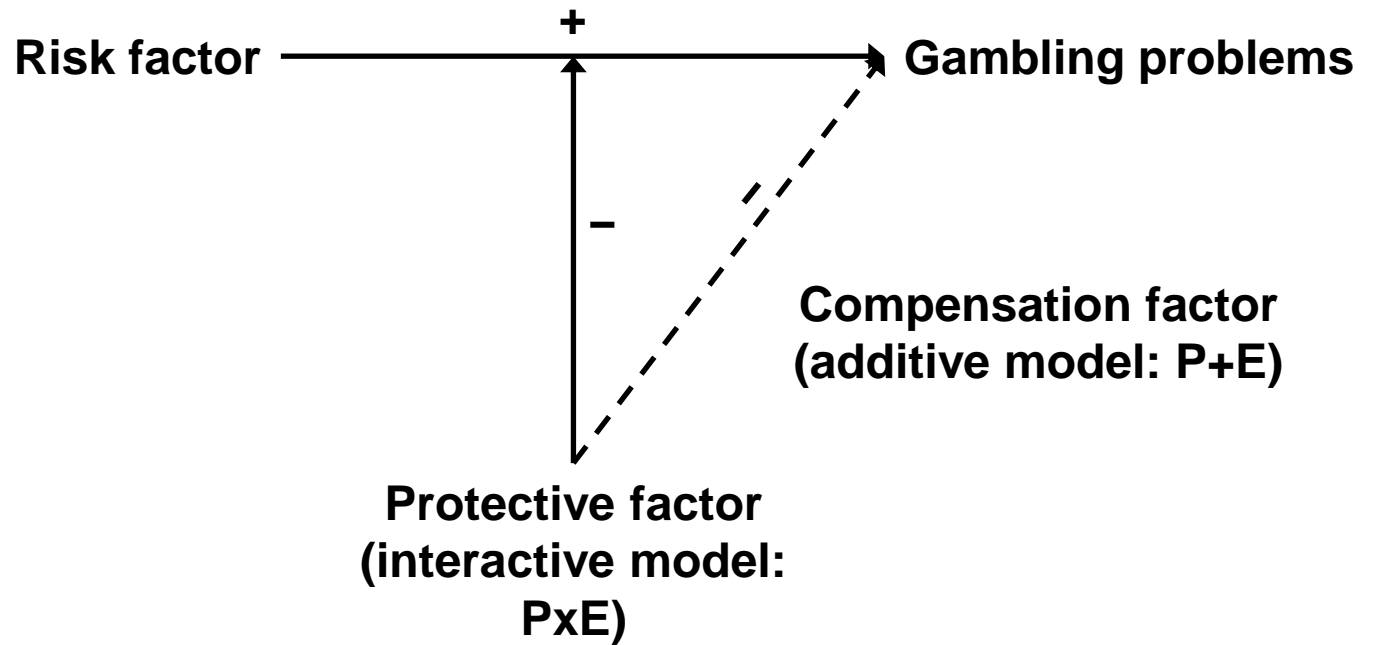 +
Risk factor
Gambling problems
–
–
Compensation factor
(additive model: P+E)
Protective factor
(interactive model:
PxE)